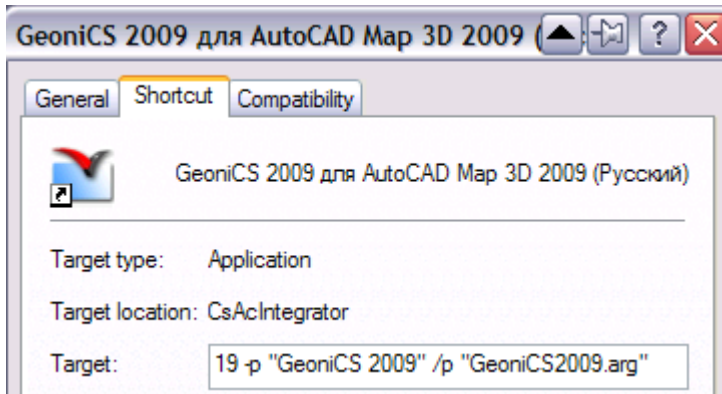 GeoniCS 2009 для AutoCAD Map 3D 2009 (
General Shortcut Compatibility
GeoniCS 2009 для AutoCAD Map 3D 2009 (Русский)
Target type: Application
Target location: CsAcIntegrator
Target: 19 -p "GeoniCS 2009" /p "GeoniCS2009.arg"